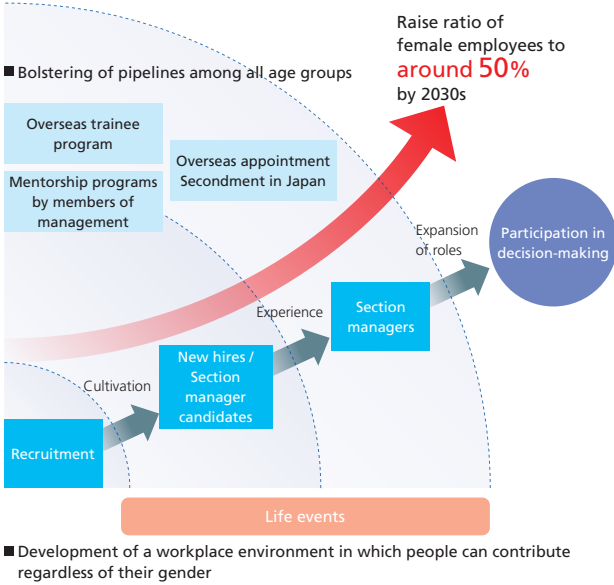 Raise ratio of
female employees to
around 50%
by 2030s
■ Bolstering of pipelines among all age groups
Overseas trainee
program
Overseas appointment
Secondment in Japan
Mentorship programs
by members of
management
Expansion
of roles
Participation in
decision-making
Experience
Section
managers
Cultivation
New hires /
Section
manager
candidates
Recruitment
Life events
■ Development of a workplace environment in which people can contribute
regardless of their gender